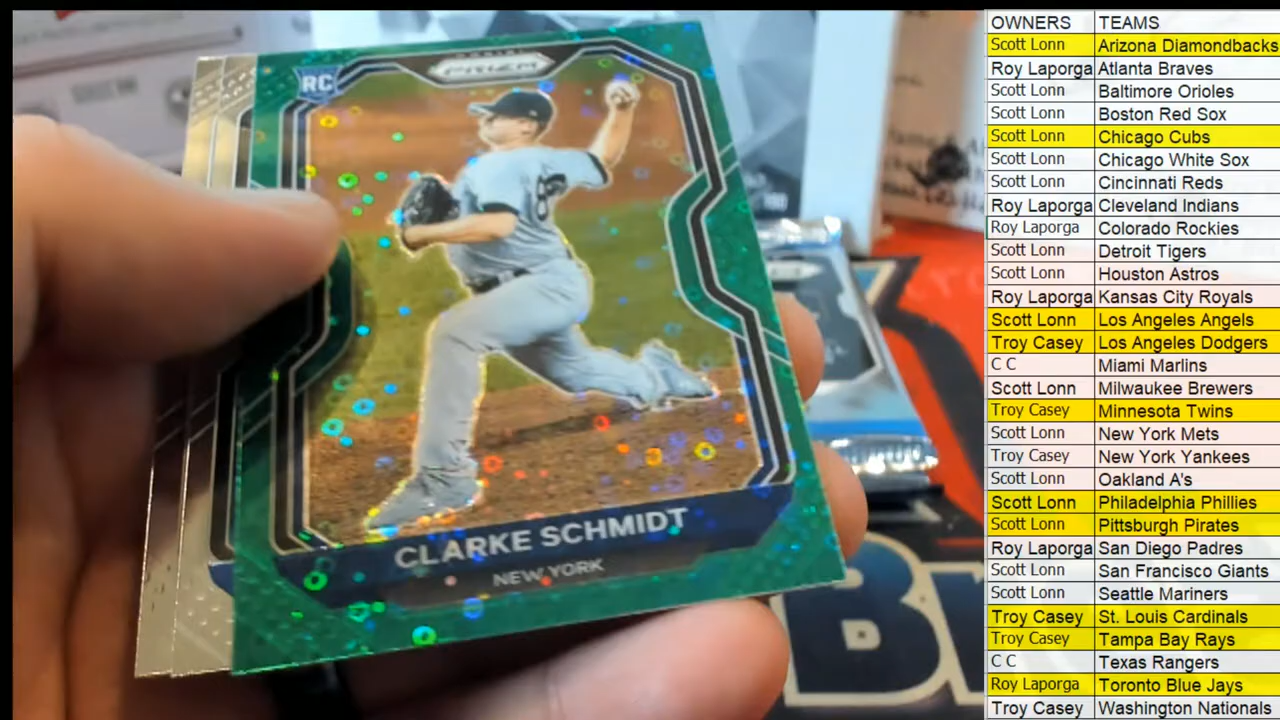 RC
PANINI
PRIZM
CLARKE SCHMIDT
NEW YORK
OWNERS TEAMS
Scott Lonn Arizona Diamondbacks
Roy Laporga Atlanta Braves
Scott Lonn Baltimore Orioles
Scott Lonn Boston Red Sox
Scott Lonn Chicago Cubs
Scott Lonn Chicago White Sox
Scott Lonn Cincinnati Reds
Roy Laporga Cleveland Indians
Roy Laporga Colorado Rockies
Scott Lonn Detroit Tigers
Scott Lonn Houston Astros
Roy Laporga Kansas City Royals
Scott Lonn Los Angeles Angels
Troy Casey Los Angeles Dodgers
C C Miami Marlins
Scott Lonn Milwaukee Brewers
Troy Casey Minnesota Twins
Scott Lonn New York Mets
Troy Casey New York Yankees
Scott Lonn Oakland A's
Scott Lonn Philadelphia Phillies
Scott Lonn Pittsburgh Pirates
Roy Laporga San Diego Padres
Scott Lonn San Francisco Giants
Scott Lonn Seattle Mariners
Troy Casey St. Louis Cardinals
Troy Casey Tampa Bay Rays
C C Texas Rangers
Roy Laporga Toronto Blue Jays
Troy Casey Washington Nationals